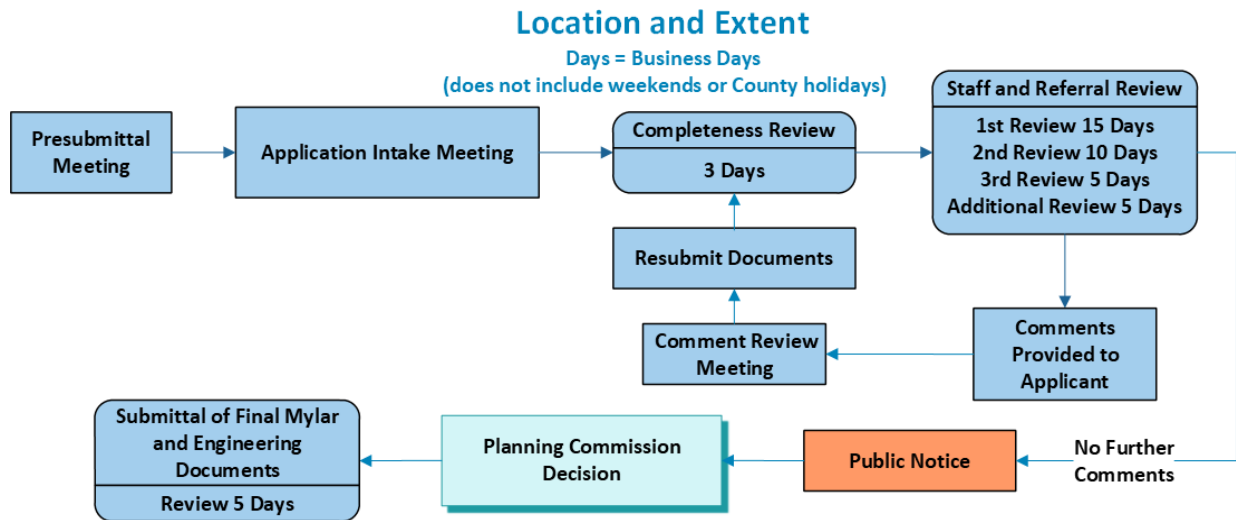 Location and Extent
Days = Business Days
(does not include weekends or County holidays)
Presubmittal
Meeting
Application Intake Meeting
Completeness Review
3 Days
Staff and Referral Review
1st Review 15 Days
2nd Review 10 Days
3rd Review 5 Days
Additional Review 5 Days
Resubmit Documents
Comment Review
Meeting
Comments
Provided to
Applicant
Submittal of Final Mylar
and Engineering
Documents
Review 5 Days
Planning Commission
Decision
Public Notice
No Further
Comments